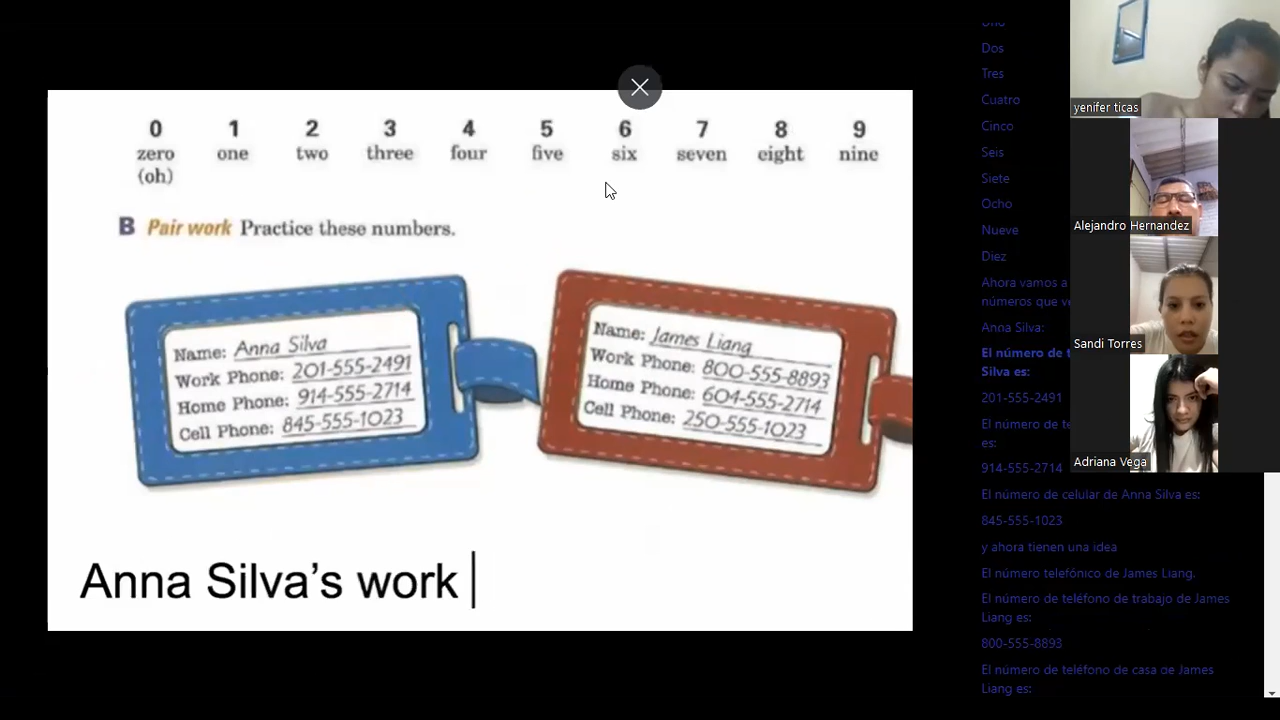 0 1 2 3 4 5 6 7 8 9
zero one two three four five six seven eight nine
(oh)
B Pair work Practice these numbers.
Name: Anna Silva
Work Phone: 201-555-2491
Home Phone: 914-555-2714
Cell Phone: 845-555-1023
Name: James Liang
Work Phone: 800-555-8893
Home Phone: 604-555-2714
Cell Phone: 250-555-1023
Anna Silva's work
Dos
Tres
Cuatro
Cinco
Seis
Siete
Ocho
Nueve
Diez
Ahora vamos a
números que
Anna Silva:
El número de
Silva es:
201-555-2491
El número de
es:
914-555-2714
El número de celular de Anna Silva es:
845-555-1023
y ahora tienen una idea
El número telefónico de James Liang.
El número de teléfono de trabajo de James
Liang es:
800-555-8893
El número de teléfono de casa de James
Liang es:
yenifer ticas
Alejandro Hernandez
Sandi Torres
Adriana Vega